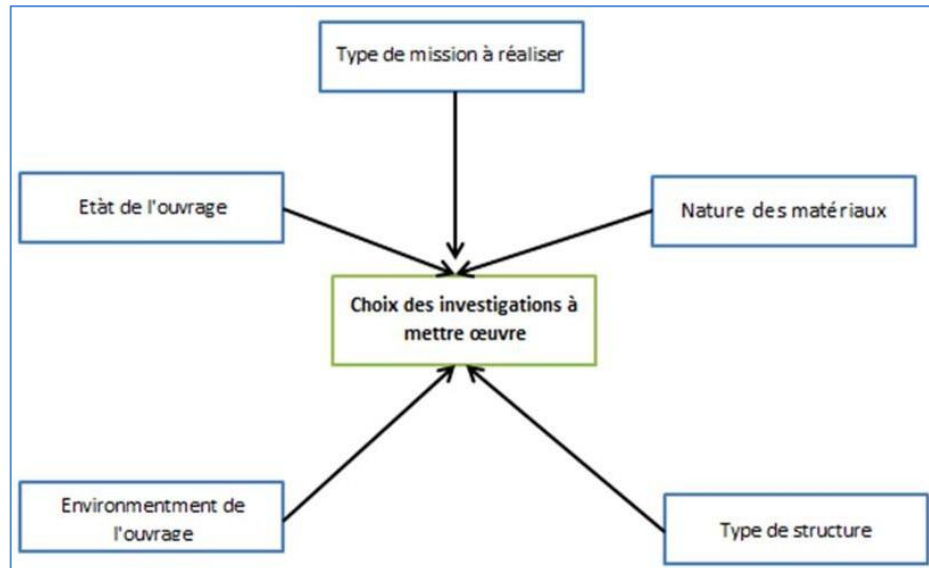 Type de mission à réaliser
Etàt de l'ouvrage
Nature des matériaux
Choix des investigations à
mettre œuvre
Environmentment de
l'ouvrage
Type de structure